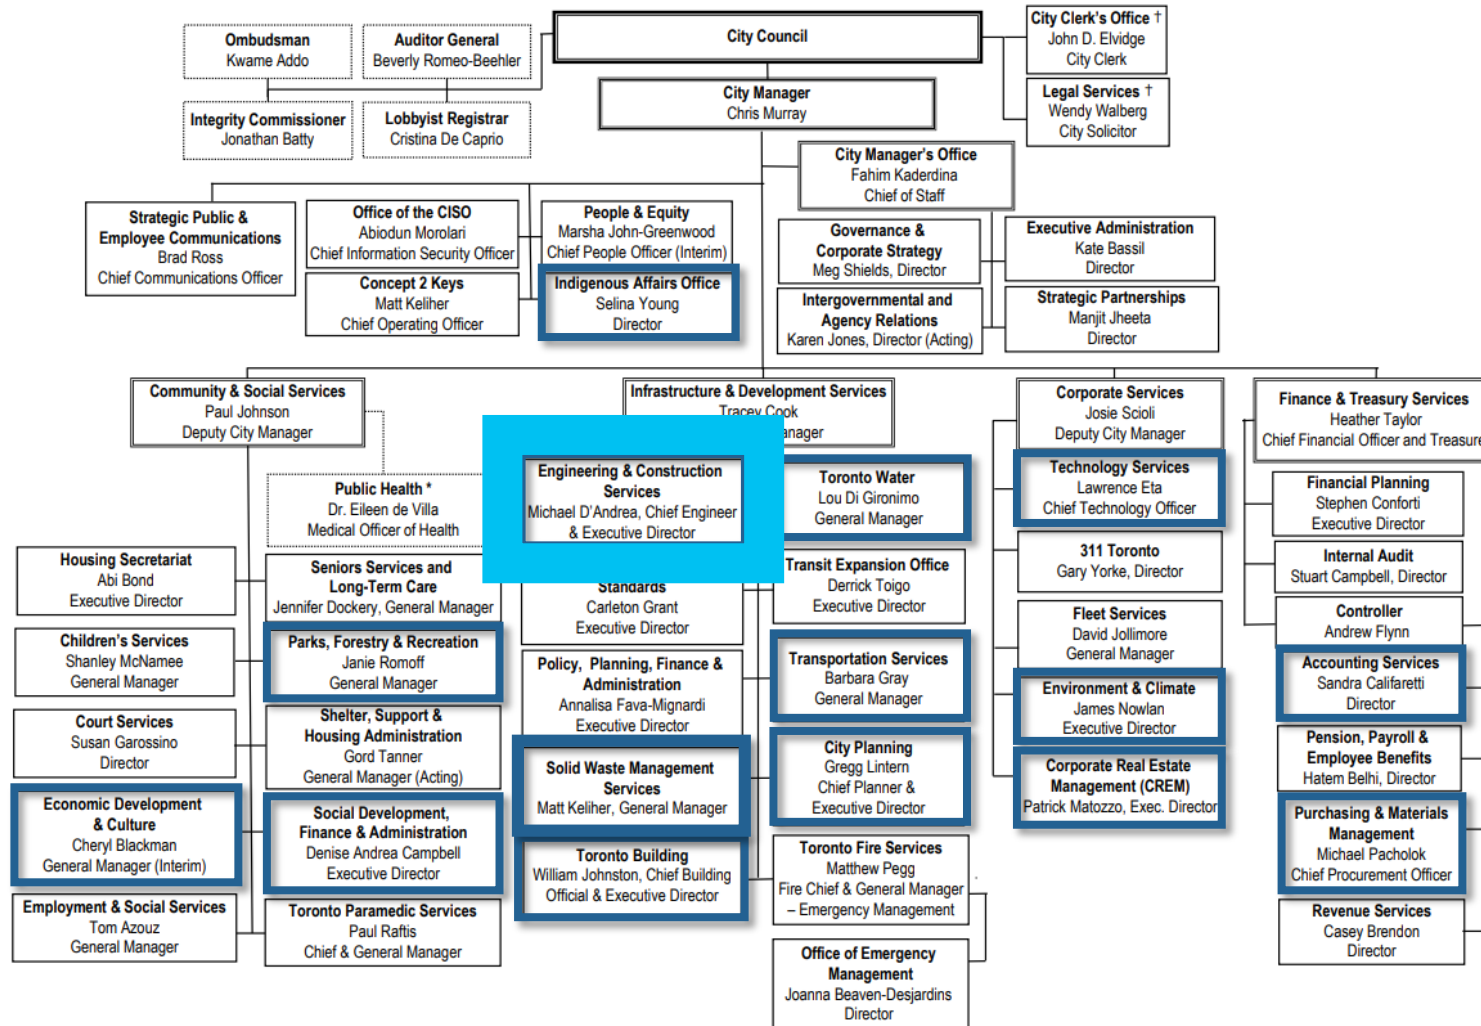 City Council
Ombudsman
Kwame Addo
Auditor General
Beverly Romeo-Beehler
Integrity Commissioner
Jonathan Batty
Lobbyist Registrar
Cristina De Caprio
City Clerk's Office †
John D. Elvidge
City Clerk
Legal Services †
Wendy Walberg
City Solicitor
City Manager
Chris Murray
City Manager's Office
Fahim Kaderdina
Chief of Staff
Strategic Public &
Employee Communications
Brad Ross
Chief Communications Officer
Office of the CISO
Abiodun Morolari
Chief Information Security Officer
People & Equity
Marsha John-Greenwood
Chief People Officer (Interim)
Concept 2 Keys
Matt Keliher
Chief Operating Officer
Indigenous Affairs Office
Selina Young
Director
Governance &
Corporate Strategy
Meg Shields, Director
Executive Administration
Kate Bassil
Director
Intergovernmental and
Agency Relations
Karen Jones, Director (Acting)
Strategic Partnerships
Manjit Jheeta
Director
Community & Social Services
Paul Johnson
Deputy City Manager
Public Health *
Dr. Eileen de Villa
Medical Officer of Health
Housing Secretariat
Abi Bond
Executive Director
Seniors Services and
Long-Term Care
Jennifer Dockery, General Manager
Children's Services
Shanley McNamee
General Manager
Parks, Forestry & Recreation
Janie Romoff
General Manager
Court Services
Susan Garossino
Director
Shelter, Support &
Housing Administration
Gord Tanner
General Manager (Acting)
Economic Development
& Culture
Cheryl Blackman
General Manager (Interim)
Social Development,
Finance & Administration
Denise Andrea Campbell
Executive Director
Employment & Social Services
Tom Azouz
General Manager
Toronto Paramedic Services
Paul Raftis
Chief & General Manager
Infrastructure & Development Services
Tracey Cook
Engineering & Construction
Services
Michael D'Andrea, Chief Engineer
& Executive Director
Toronto Water
Lou Di Gironimo
General Manager
Standards
Carleton Grant
Executive Director
Transit Expansion Office
Derrick Toigo
Executive Director
Policy, Planning, Finance &
Administration
Annalisa Fava-Mignardi
Executive Director
Transportation Services
Barbara Gray
General Manager
Solid Waste Management
Services
Matt Keliher, General Manager
City Planning
Gregg Lintern
Chief Planner &
Executive Director
Toronto Building
William Johnston, Chief Building
Official & Executive Director
Toronto Fire Services
Matthew Pegg
Fire Chief & General Manager
– Emergency Management
Office of Emergency
Management
Joanna Beaven-Desjardins
Director
Corporate Services
Josie Scioli
Deputy City Manager
Technology Services
Lawrence Eta
Chief Technology Officer
311 Toronto
Gary Yorke, Director
Fleet Services
David Jollimore
General Manager
Environment & Climate
James Nowlan
Executive Director
Corporate Real Estate
Management (CREM)
Patrick Matozzo, Exec. Director
Finance & Treasury Services
Heather Taylor
Chief Financial Officer and Treasure
Financial Planning
Stephen Conforti
Executive Director
Internal Audit
Stuart Campbell, Director
Controller
Andrew Flynn
Accounting Services
Sandra Califaretti
Director
Pension, Payroll &
Employee Benefits
Hatem Belhi, Director
Purchasing & Materials
Management
Michael Pacholok
Chief Procurement Officer
Revenue Services
Casey Brendon
Director